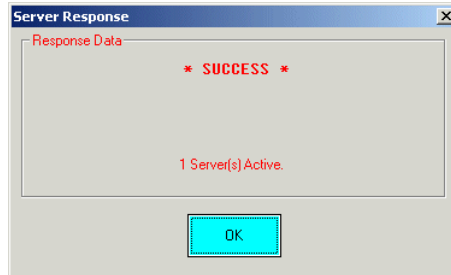 Server Response
Response Data
* SUCCESS *
1 Server(s) Active.
OK